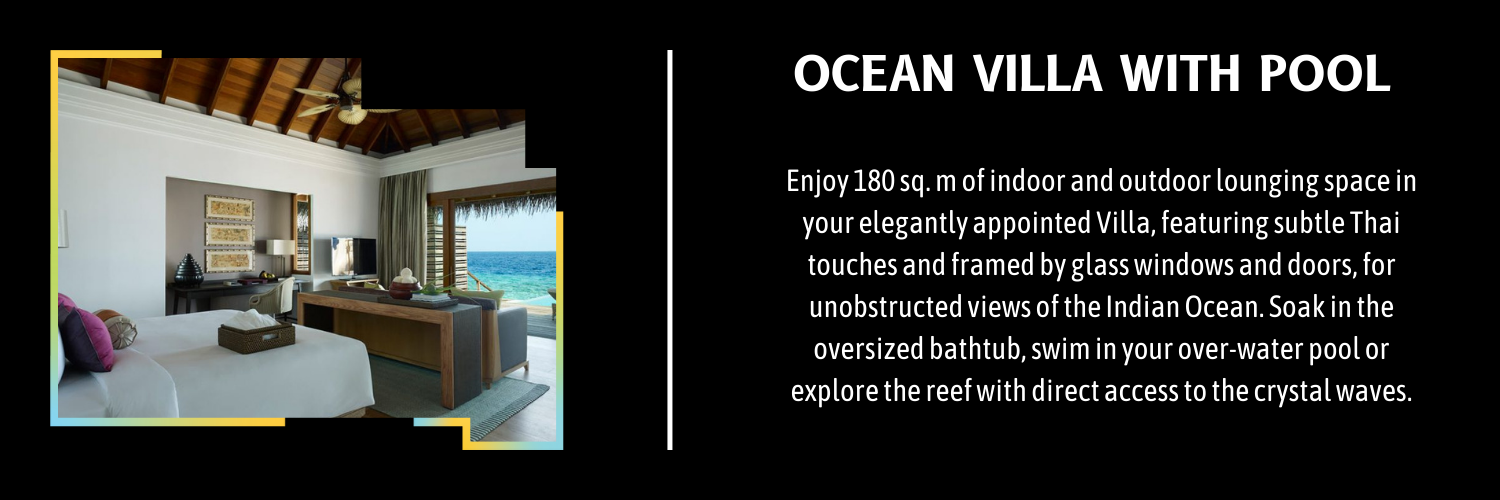 OCEAN VILLA WITH POOL
Enjoy 180 sq. m of indoor and outdoor lounging space in
your elegantly appointed Villa, featuring subtle Thai
touches and framed by glass windows and doors, for
unobstructed views of the Indian Ocean. Soak in the
oversized bathtub, swim in your over-water pool or
explore the reef with direct access to the crystal waves.